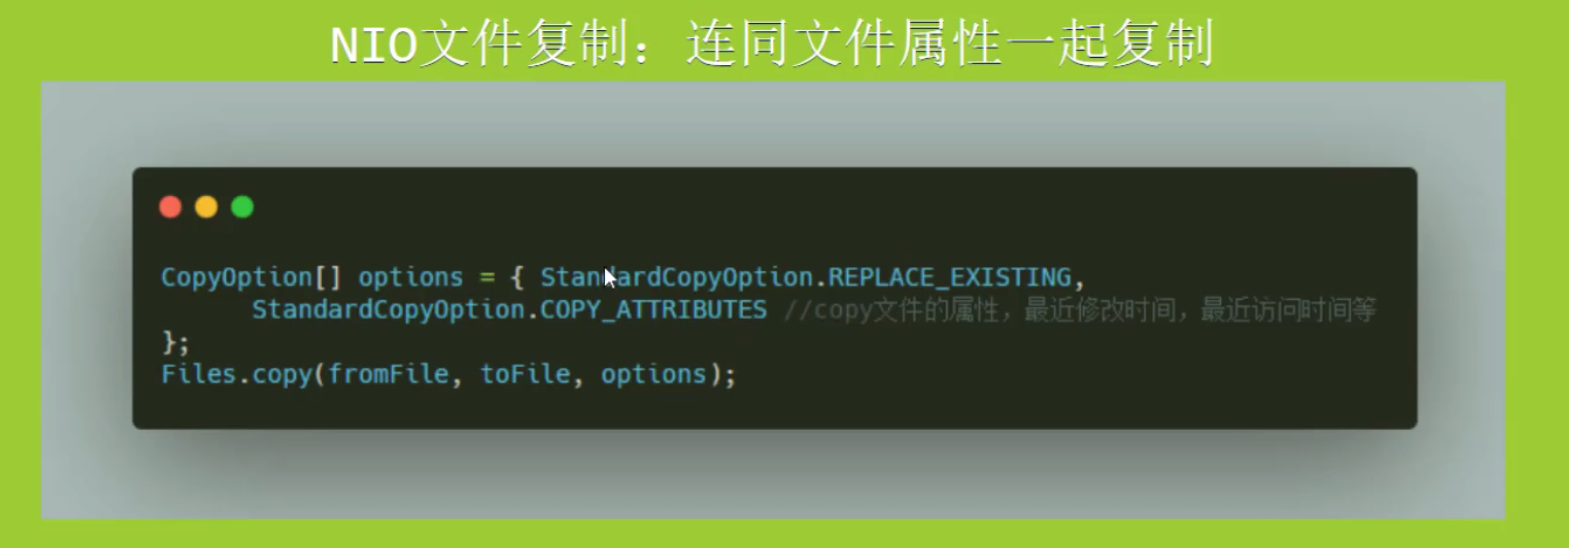 NIO文件复制：连同文件属性一起复制
CopyOption[] options = { StandardCopyOption.REPLACE_EXISTING,
StandardCopyOption.COPY_ATTRIBUTES //copy文件的属性，最近修改时间，最近访问时间等
};
Files.copy(fromFile, toFile, options);